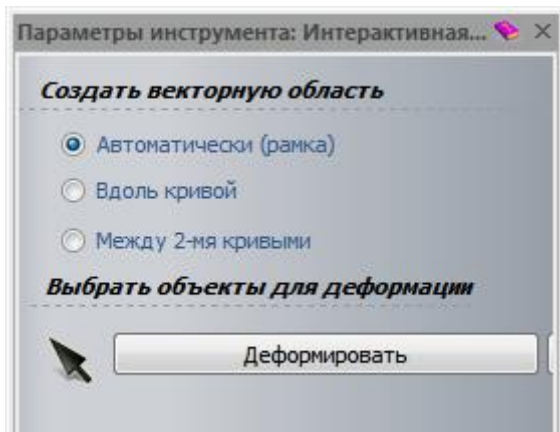 Параметры инструмента: Интерактивная...
Создать векторную область
Автоматически (рамка)
Вдоль кривой
Между 2-мя кривыми
Выбрать объекты для деформации
Деформировать